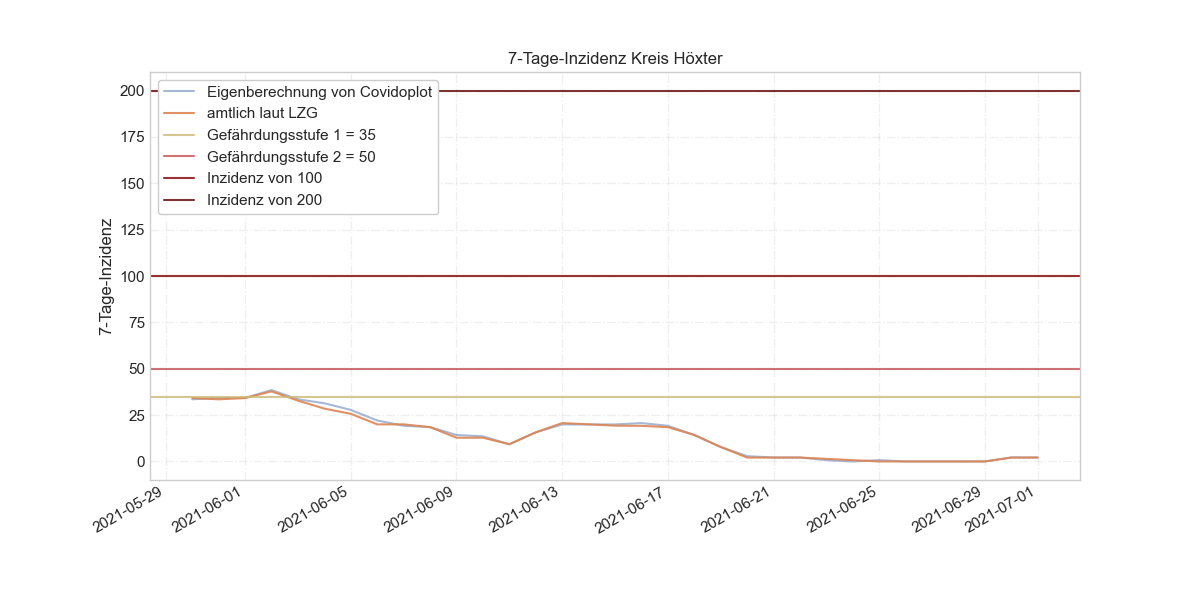 7-Tage-Inzidenz Kreis Höxter
Eigenberechnung von Covidoplot
amtlich laut LZG
Gefährdungsstufe 1 = 35
Gefährdungsstufe 2 = 50
Inzidenz von 100
Inzidenz von 200
7-Tage-Inzidenz
200
175
150
125
100
75
50
25
0
2021-05-29
2021-06-01
2021-06-05
2021-06-09
2021-06-13
2021-06-17
2021-06-21
2021-06-25
2021-06-29
2021-07-01